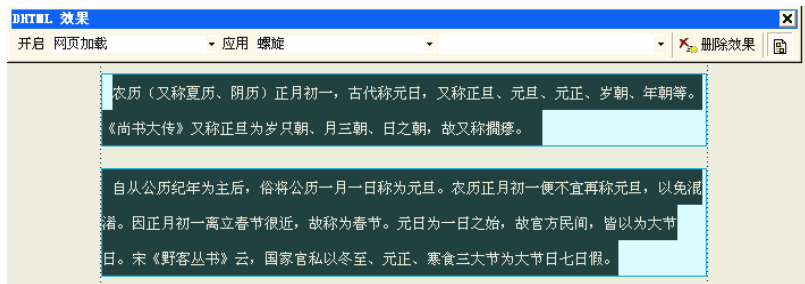 DHTML 效果
开启 网页加载 应用 螺旋 删除效果
农历（又称夏历、阴历）正月初一，古代称元日，又称正旦、元旦、元正、岁朝、年朝等。
《尚书大传》又称正旦为岁只朝、月三朝、日之朝，故又称
自从公历纪年为主后，俗将公历一月一日称为元旦。农历正月初一便不宜再称元旦，以免混
淆。因正月初一离立春节很近，故称为春节。元日为一日之始，故官方民间，皆以为大节
日。宋《野客丛书》云，国家官私以冬至、元正、寒食三大节为大节日七日假。